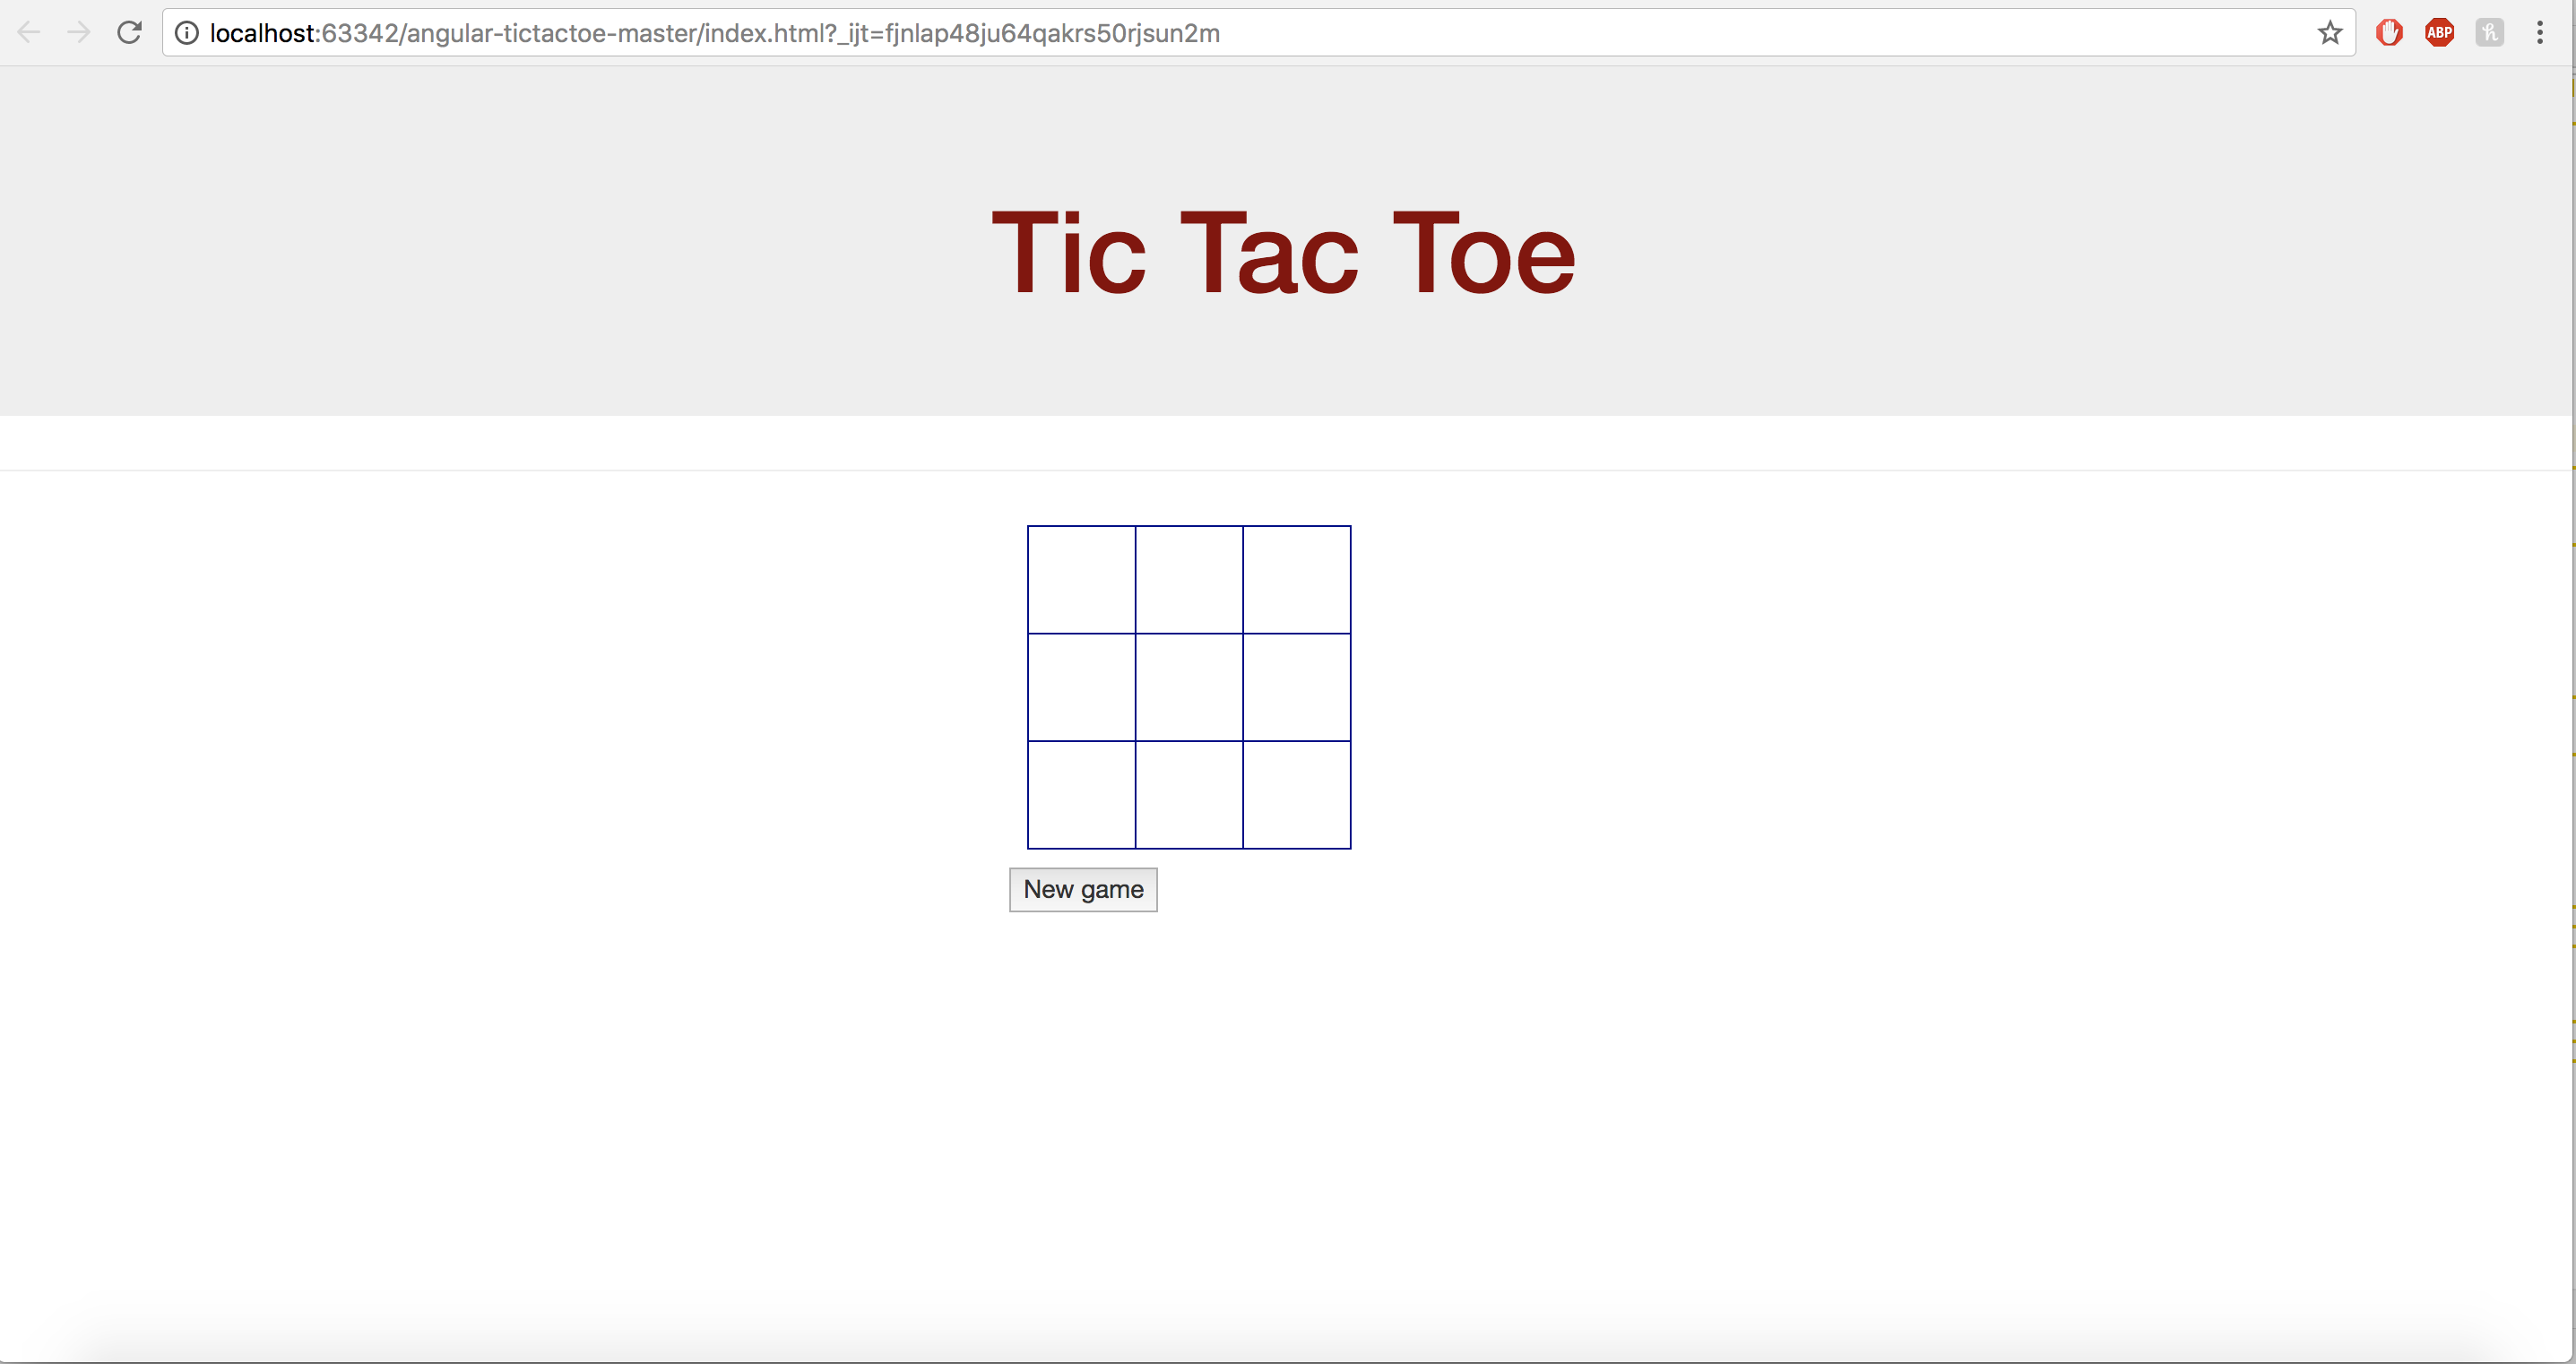 localhost:63342/angular-tictactoe-master/index.html?_ijt=fjnlap48ju64qakrs50rjsun2m
ABP
h
Tic Tac Toe
New game